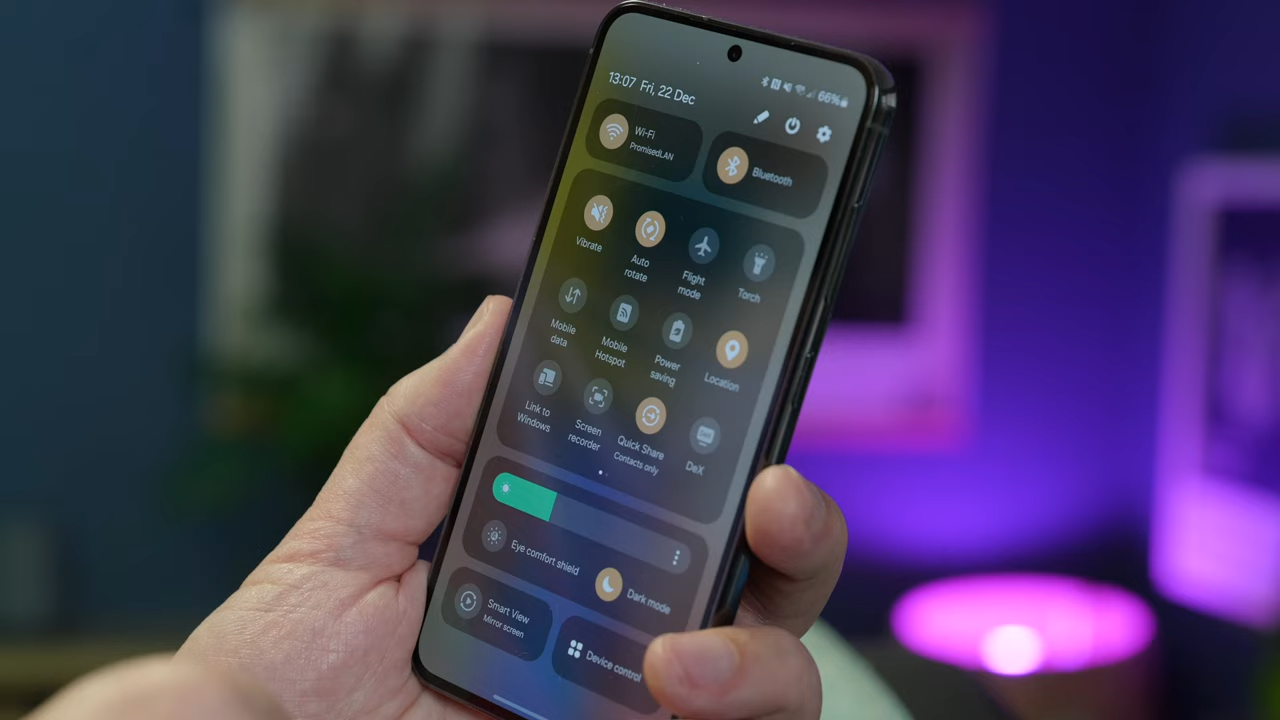 13:07 Fri, 22 Dec
66%
Wi-Fi
PromisedLAN
Bluetooth
Vibrate
Auto
rotate
Flight
mode
Torch
Mobile
data
Mobile
Hotspot
Power
saving
Location
Link to
Windows
Screen
recorder
Quick Share
Contacts only
DeX
DeX
Eye comfort shield
Dark mode
Smart View
Mirror screen
Device control